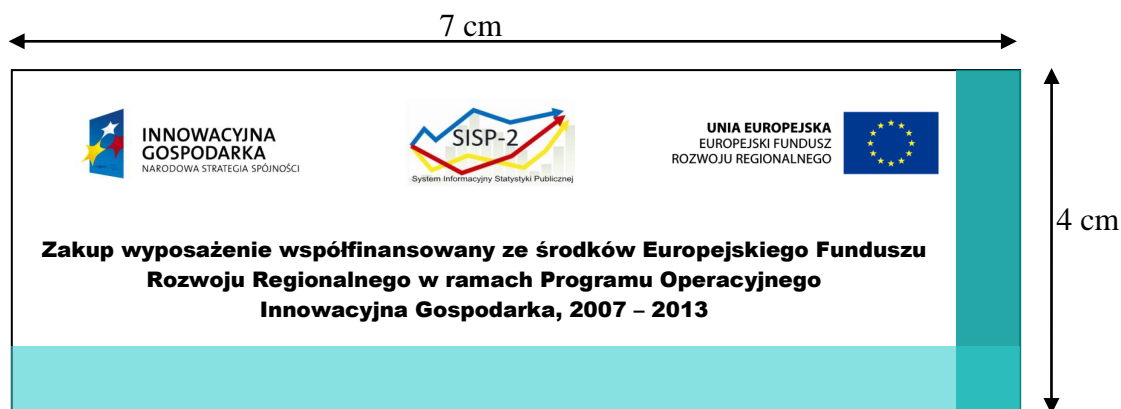 7 cm
INNOWACYJNA
GOSPODARKA
NARODOWA STRATEGIA SPÓJNOŚCI
SISP-2
System Informacyjny Statystyki Publicznej
UNIA EUROPEJSKA
EUROPEJSKI FUNDUSZ
ROZWOJU REGIONALNEGO
4 cm
Zakup wyposażenie współfinansowany ze środków Europejskiego Funduszu
Rozwoju Regionalnego w ramach Programu Operacyjnego
Innowacyjna Gospodarka, 2007 – 2013